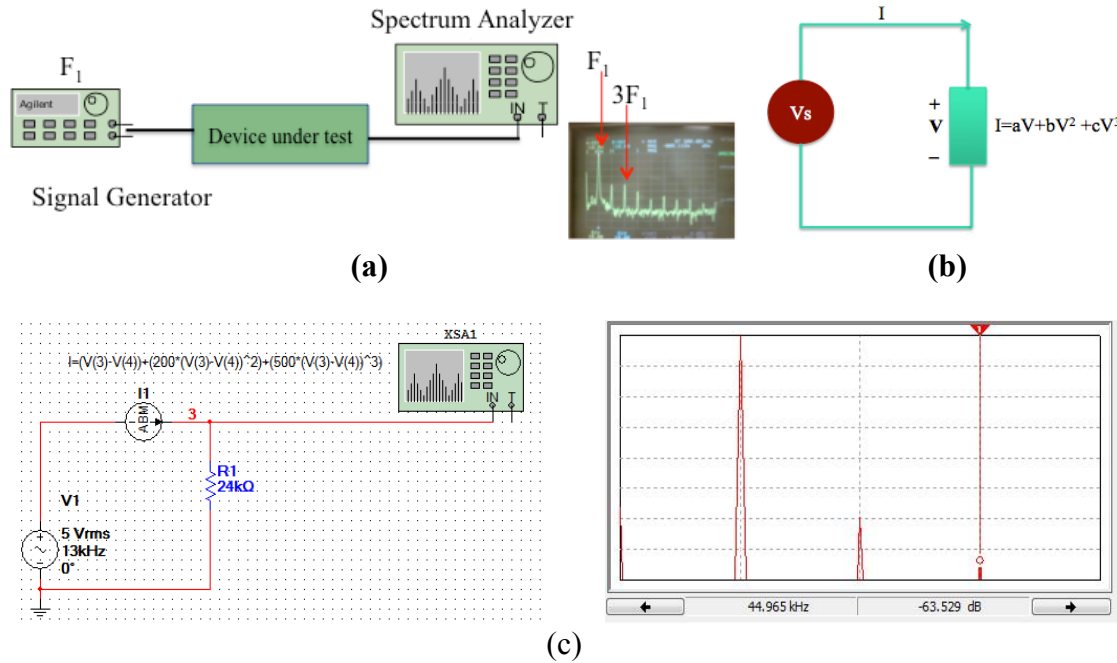 Spectrum Analyzer
F1
Agilent
IN T
Device under test
Signal Generator
F1
3F1
(a)
I
Vs
+
V
–
I=aV+bV² +cV³
(b)
XSA1
I=(V(3)-V(4))+(200*(V(3)-V(4))^2)+(500*(V(3)-V(4))^3)
I1
ABM
3
IN T
R1
24kΩ
V1
5 Vrms
13kHz
0°
1
44.965 kHz -63.529 dB
(c)